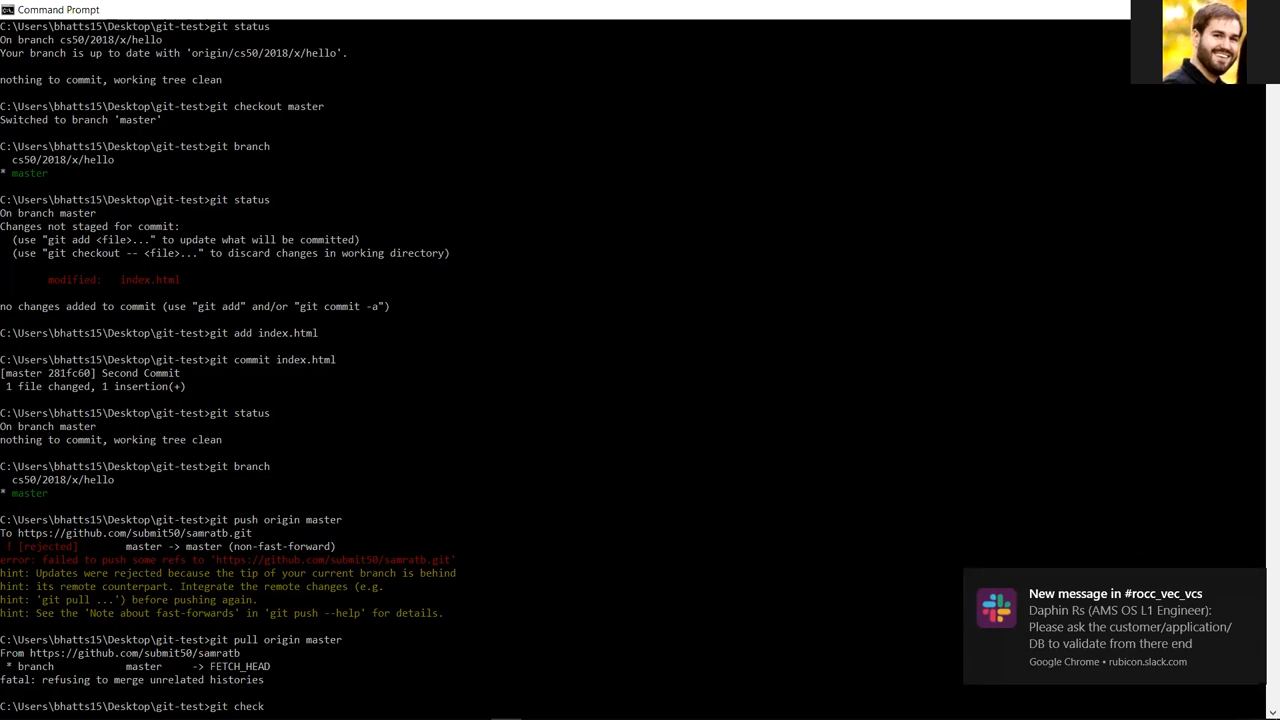 Command Prompt
C:\Users\bhatts15\Desktop\git-test>git status
On branch cs50/2018/x/hello
Your branch is up to date with 'origin/cs50/2018/x/hello'.
nothing to commit, working tree clean
C:\Users\bhatts15\Desktop\git-test>git checkout master
Switched to branch 'master'
C:\Users\bhatts15\Desktop\git-test>git branch
cs50/2018/x/hello
* master
C:\Users\bhatts15\Desktop\git-test>git status
On branch master
Changes not staged for commit:
(use "git add <file>..." to update what will be committed)
(use "git checkout -- <file>..." to discard changes in working directory)
modified:   index.html
no changes added to commit (use "git add" and/or "git commit -a")
C:\Users\bhatts15\Desktop\git-test>git add index.html
C:\Users\bhatts15\Desktop\git-test>git commit index.html
[master 281fc60] Second Commit
1 file changed, 1 insertion(+)
C:\Users\bhatts15\Desktop\git-test>git status
On branch master
nothing to commit, working tree clean
C:\Users\bhatts15\Desktop\git-test>git branch
cs50/2018/x/hello
* master
C:\Users\bhatts15\Desktop\git-test>git push origin master
To https://github.com/submit50/samratb.git
! [rejected]        master -> master (non-fast-forward)
error: failed to push some refs to 'https://github.com/submit50/samratb.git'
hint: Updates were rejected because the tip of your current branch is behind
hint: its remote counterpart. Integrate the remote changes (e.g.
hint: 'git pull ...') before pushing again.
hint: See the 'Note about fast-forwards' in 'git push --help' for details.
C:\Users\bhatts15\Desktop\git-test>git pull origin master
From https://github.com/submit50/samratb
* branch            master     -> FETCH_HEAD
fatal: refusing to merge unrelated histories
C:\Users\bhatts15\Desktop\git-test>git check
New message in #rocc_vec_vcs
Daphin Rs (AMS OS L1 Engineer):
Please ask the customer/application/
DB to validate from there end
Google Chrome • rubicon.slack.com